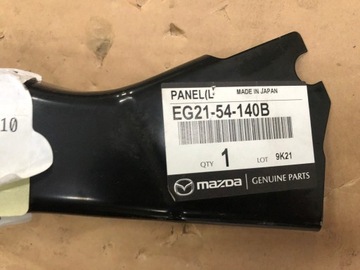 PANEL(L MADE IN JAPAN
EG21-54-140B
QTY 1 LOT 9K21
mazda GENUINE PARTS
10